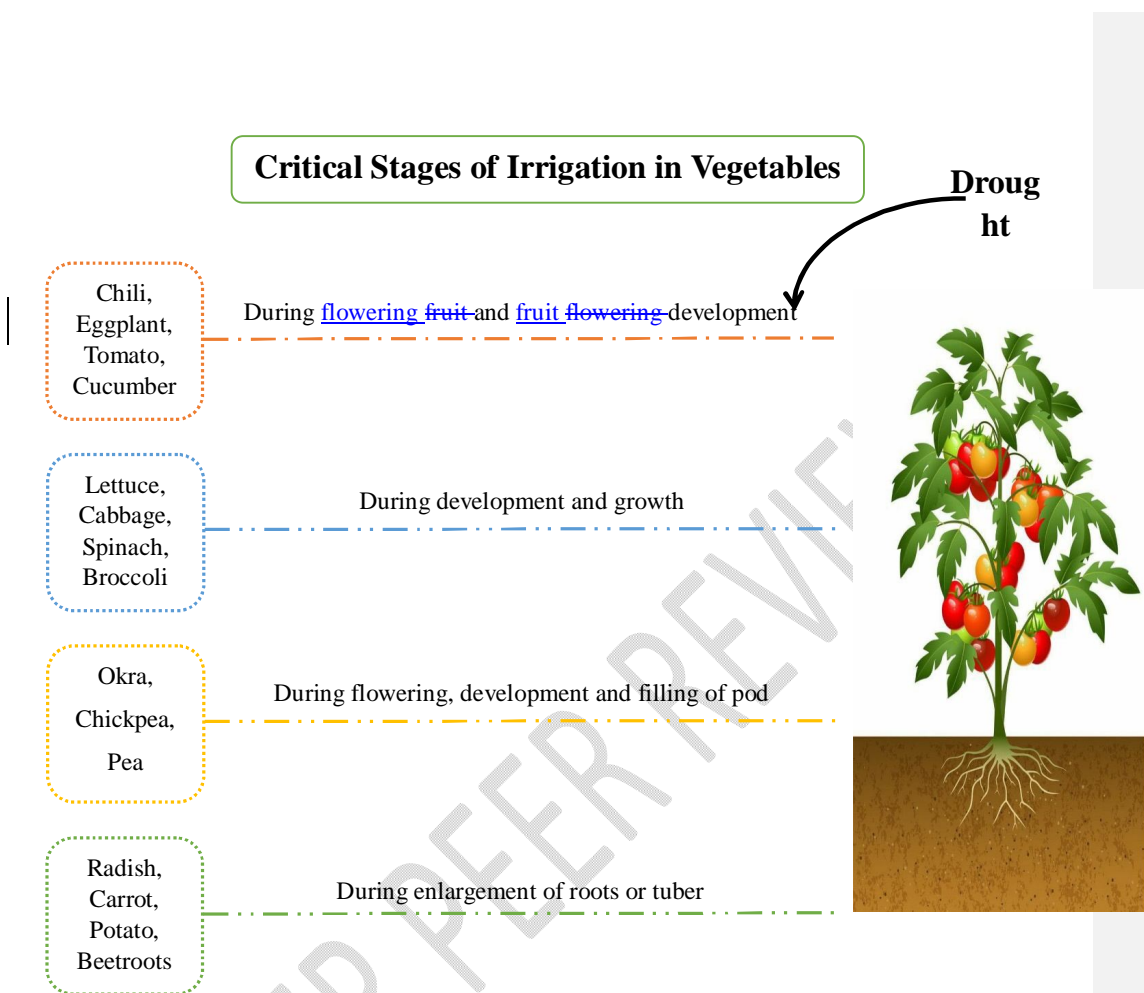 Critical Stages of Irrigation in Vegetables
Droug
ht
Chili,
Eggplant,
Tomato,
Cucumber
During flowering fruit and fruit flowering development
Lettuce,
Cabbage,
Spinach,
Broccoli
During development and growth
Okra,
Chickpea,
Pea
During flowering, development and filling of pod
Radish,
Carrot,
Potato,
Beetroots
During enlargement of roots or tuber
PEER